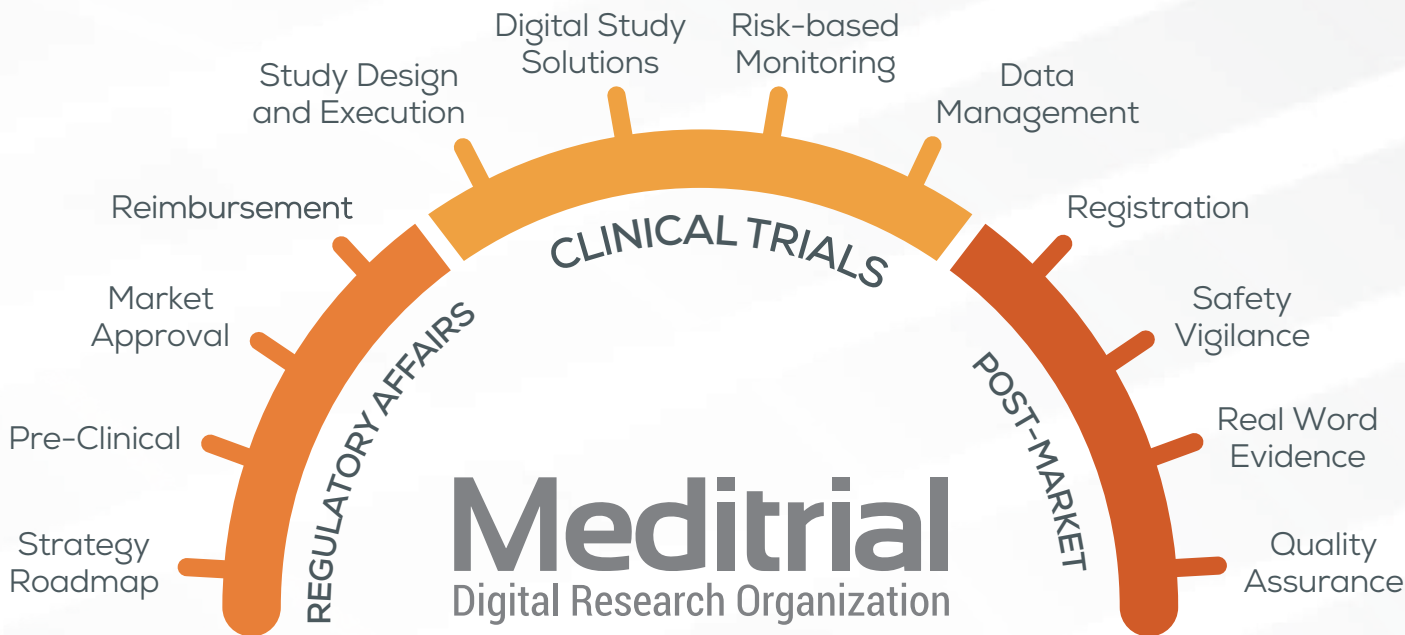 Digital Study
Solutions
Risk-based
Monitoring
Study Design
and Execution
Data
Management
Reimbursement
Registration
CLINICAL TRIALS
Market
Approval
Safety
Vigilance
REGULATORY AFFAIRS
POST-MARKET
Pre-Clinical
Real Word
Evidence
Strategy
Roadmap
Quality
Assurance
Meditrial
Digital Research Organization